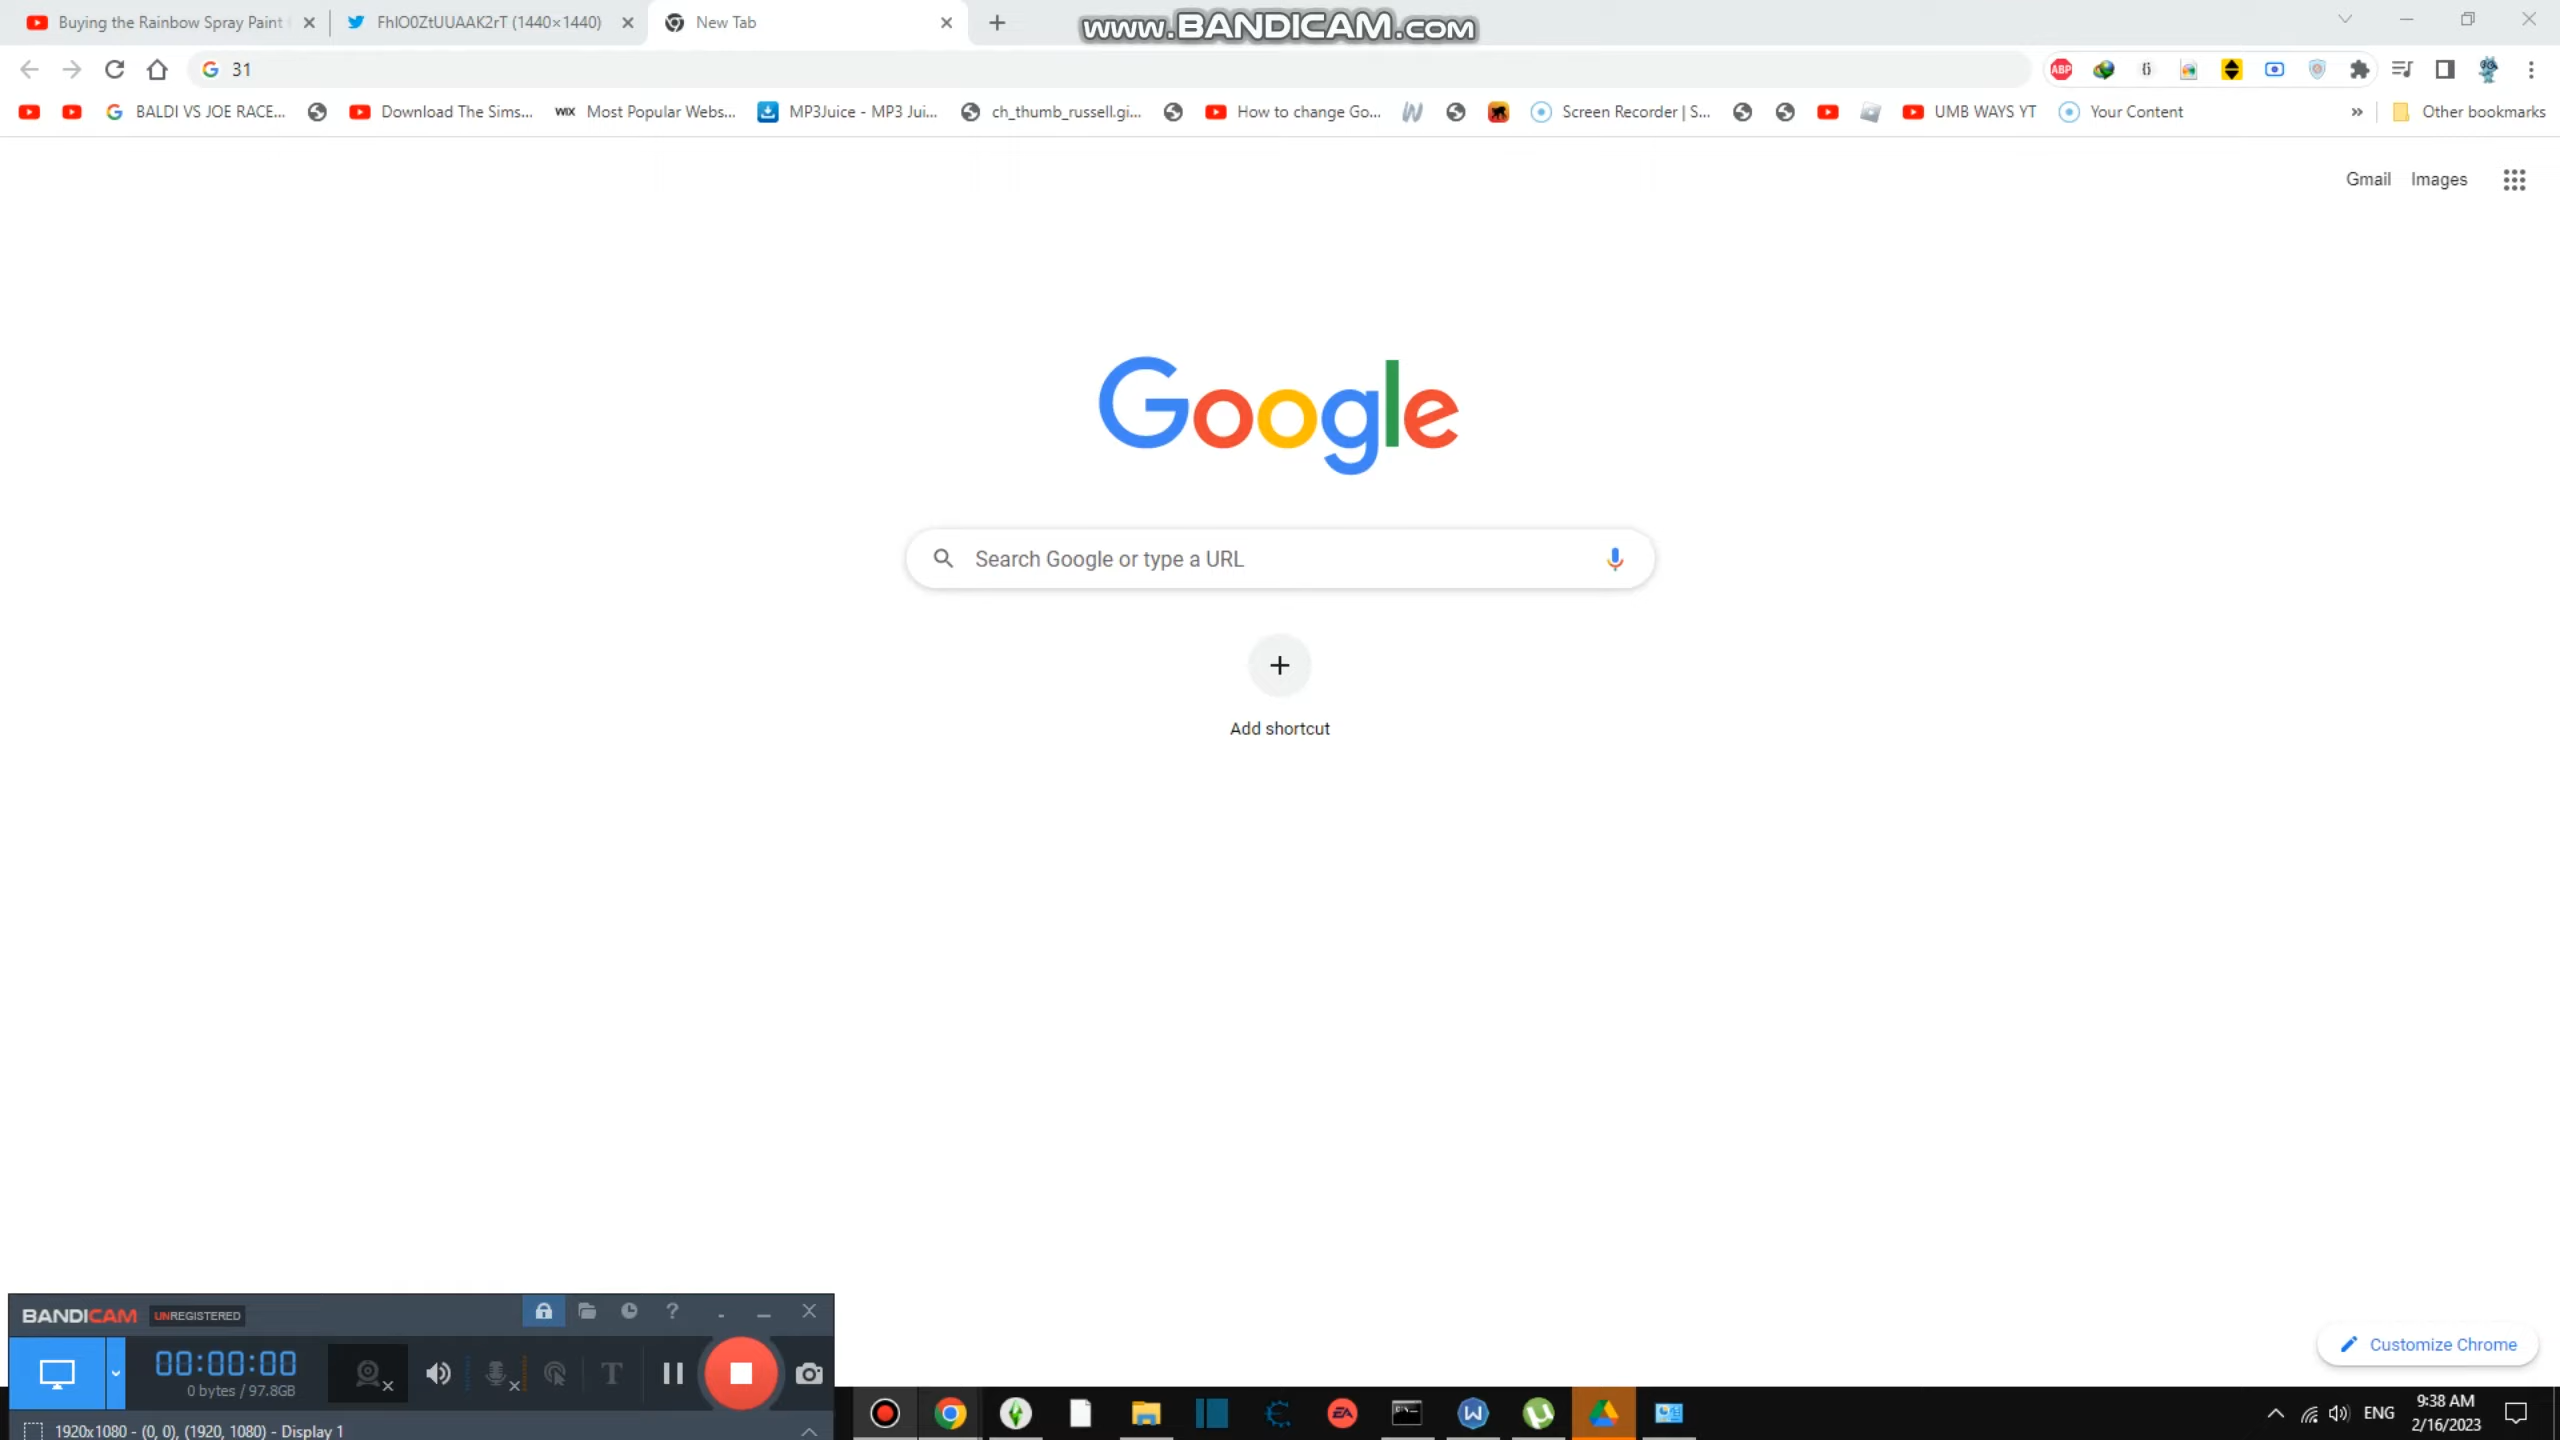 Buying the Rainbow Spray Paint
FhIO0ZtUUAAK2rT (1440×1440)
New Tab
www.BANDICAM.com
31
BALDI VS JOE RACE...
Download The Sims...
WIX Most Popular Webs...
MP3Juice - MP3 Jui...
ch_thumb_russell.gi...
How to change Go...
Screen Recorder | S...
UMB WAYS YT
Your Content
Other bookmarks
ABP
Gmail Images
Google
Search Google or type a URL
Add shortcut
BANDICAM UNREGISTERED
00:00:00
0 bytes / 97.8GB
1920x1080 - (0, 0), (1920, 1080) - Display 1
Customize Chrome
EA
ENG
9:38 AM
2/16/2023